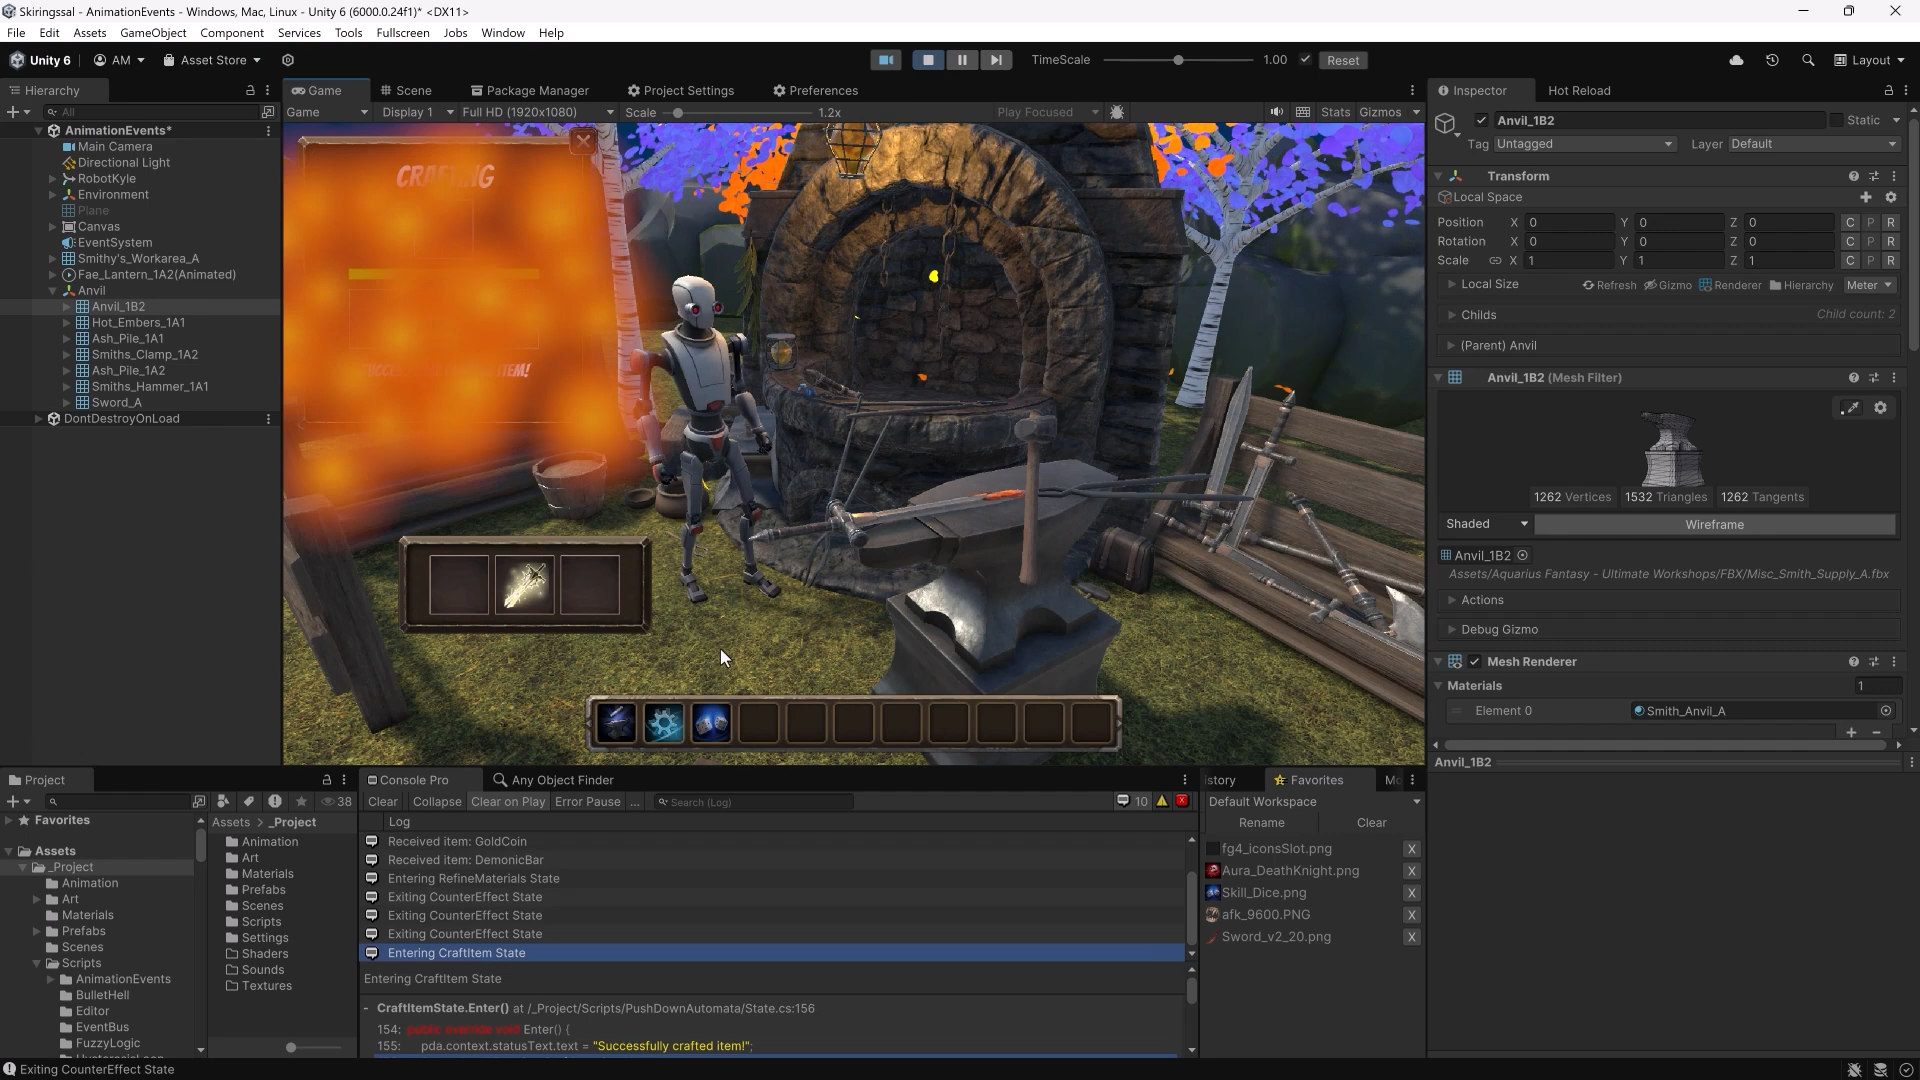 Skiringssal - AnimationEvents - Windows, Mac, Linux - Unity 6 (6000.0.24f1)* <DX11>
File Edit Assets GameObject Component Services Tools Fullscreen Jobs Window Help
Unity 6 AM Asset Store TimeScale 1.00 Reset Layout
Hierarchy Game Scene Package Manager Project Settings Preferences Inspector Hot Reload
All Game Display 1 Full HD (1920x1080) Scale 1.2x Play Focused Stats Gizmos
AnimationEvents*
Main Camera
Directional Light
RobotKyle
Environment
Plane
Canvas
EventSystem
Smithy's_Workarea_A
Fae_Lantern_1A2(Animated)
Anvil
Anvil_1B2
Hot_Embers_1A1
Ash_Pile_1A1
Smiths_Clamp_1A2
Ash_Pile_1A2
Smiths_Hammer_1A1
Sword_A
DontDestroyOnLoad
CRAFTING
Anvil_1B2 Static
Tag Untagged Layer Default
Transform
Local Space
Position X 0 Y 0 Z 0 C P R
Rotation X 0 Y 0 Z 0 C P R
Scale X 1 Y 1 Z 1 C P R
Local Size Refresh Gizmo Renderer Hierarchy Meter
Childs Child count: 2
(Parent) Anvil
Anvil_1B2 (Mesh Filter)
1262 Vertices 1532 Triangles 1262 Tangents
Shaded Wireframe
Anvil_1B2
Assets/Aquarius Fantasy - Ultimate Workshops/FBX/Misc_Smith_Supply_A.fbx
Actions
Debug Gizmo
Mesh Renderer
Materials 1
Element 0 Smith_Anvil_A
Anvil_1B2
Project
38
Favorites
Assets
_Project
Animation
Art
Materials
Prefabs
Scenes
Scripts
AnimationEvents
BulletHell
Editor
EventBus
FuzzyLogic
Assets > _Project
Animation
Art
Materials
Prefabs
Scenes
Scripts
Settings
Shaders
Sounds
Textures
Console Pro Any Object Finder
Clear Collapse Clear on Play Error Pause ... Search (Log) 10
Log
Received item: GoldCoin
Received item: DemonicBar
Entering RefineMaterials State
Exiting CounterEffect State
Exiting CounterEffect State
Exiting CounterEffect State
Entering CraftItem State
Entering CraftItem State
- CraftItemState.Enter() at /_Project/Scripts/PushDownAutomata/State.cs:156
154: public override void Enter() {
155: pda.context.statusText.text = "Successfully crafted item!";
istory Favorites Mc
Default Workspace
Rename Clear
fg4_iconsSlot.png X
Aura_DeathKnight.png X
Skill_Dice.png X
afk_9600.PNG X
Sword_v2_20.png X
Exiting CounterEffect State